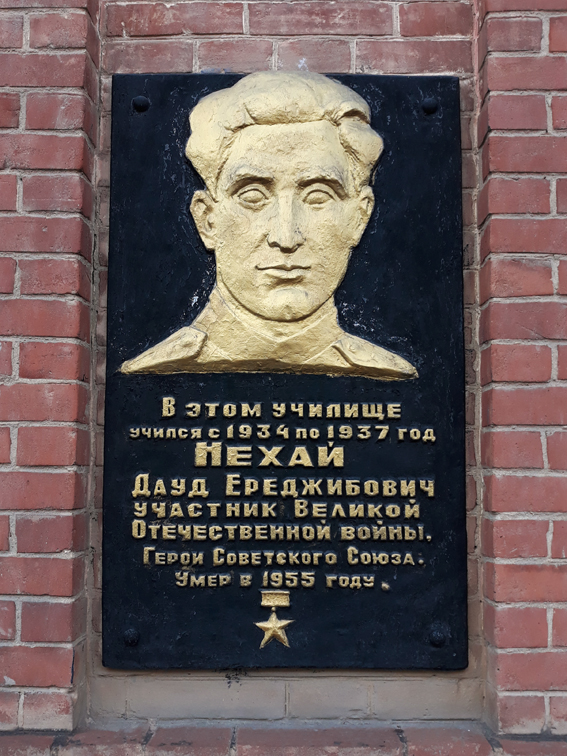 В этом училище
учился с 1934 по 1937 год
НЕХАЙ
Дауд Ереджибович
участник Великой
Отечественной войны.
Герои Советского Союза.
Умер в 1955 году.